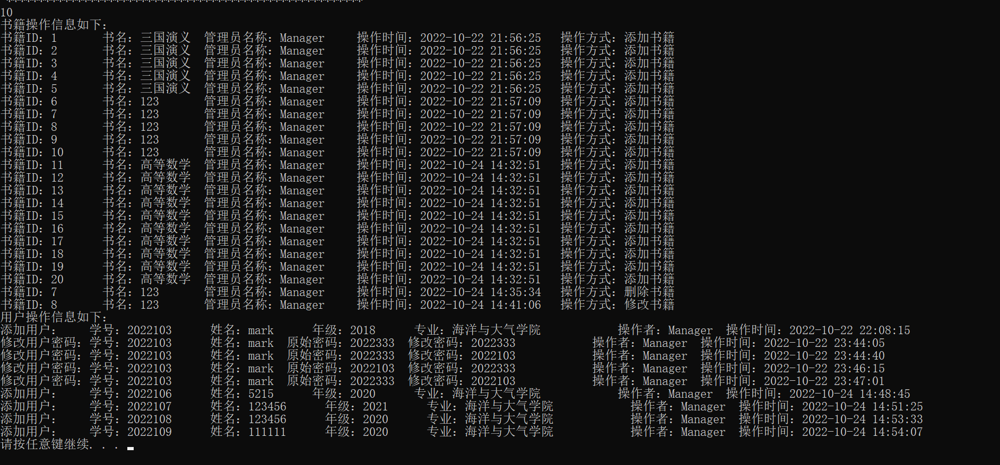 10
书籍操作信息如下:
书籍ID: 1 书名: 三国演义 管理员名称: Manager 操作时间: 2022-10-22 21:56:25 操作方式: 添加书籍
书籍ID: 2 书名: 三国演义 管理员名称: Manager 操作时间: 2022-10-22 21:56:25 操作方式: 添加书籍
书籍ID: 3 书名: 三国演义 管理员名称: Manager 操作时间: 2022-10-22 21:56:25 操作方式: 添加书籍
书籍ID: 4 书名: 三国演义 管理员名称: Manager 操作时间: 2022-10-22 21:56:25 操作方式: 添加书籍
书籍ID: 5 书名: 三国演义 管理员名称: Manager 操作时间: 2022-10-22 21:56:25 操作方式: 添加书籍
书籍ID: 6 书名: 123 管理员名称: Manager 操作时间: 2022-10-22 21:57:09 操作方式: 添加书籍
书籍ID: 7 书名: 123 管理员名称: Manager 操作时间: 2022-10-22 21:57:09 操作方式: 添加书籍
书籍ID: 8 书名: 123 管理员名称: Manager 操作时间: 2022-10-22 21:57:09 操作方式: 添加书籍
书籍ID: 9 书名: 123 管理员名称: Manager 操作时间: 2022-10-22 21:57:09 操作方式: 添加书籍
书籍ID: 10 书名: 123 管理员名称: Manager 操作时间: 2022-10-22 21:57:09 操作方式: 添加书籍
书籍ID: 11 书名: 高等数学 管理员名称: Manager 操作时间: 2022-10-24 14:32:51 操作方式: 添加书籍
书籍ID: 12 书名: 高等数学 管理员名称: Manager 操作时间: 2022-10-24 14:32:51 操作方式: 添加书籍
书籍ID: 13 书名: 高等数学 管理员名称: Manager 操作时间: 2022-10-24 14:32:51 操作方式: 添加书籍
书籍ID: 14 书名: 高等数学 管理员名称: Manager 操作时间: 2022-10-24 14:32:51 操作方式: 添加书籍
书籍ID: 15 书名: 高等数学 管理员名称: Manager 操作时间: 2022-10-24 14:32:51 操作方式: 添加书籍
书籍ID: 16 书名: 高等数学 管理员名称: Manager 操作时间: 2022-10-24 14:32:51 操作方式: 添加书籍
书籍ID: 17 书名: 高等数学 管理员名称: Manager 操作时间: 2022-10-24 14:32:51 操作方式: 添加书籍
书籍ID: 18 书名: 高等数学 管理员名称: Manager 操作时间: 2022-10-24 14:32:51 操作方式: 添加书籍
书籍ID: 19 书名: 高等数学 管理员名称: Manager 操作时间: 2022-10-24 14:32:51 操作方式: 添加书籍
书籍ID: 20 书名: 高等数学 管理员名称: Manager 操作时间: 2022-10-24 14:32:51 操作方式: 添加书籍
书籍ID: 7 书名: 123 管理员名称: Manager 操作时间: 2022-10-24 14:35:34 操作方式: 删除书籍
书籍ID: 8 书名: 123 管理员名称: Manager 操作时间: 2022-10-24 14:41:06 操作方式: 修改书籍
用户操作信息如下:
添加用户: 学号: 2022103 姓名: mark 年级: 2018 专业: 海洋与大气学院 操作者: Manager 操作时间: 2022-10-22 22:08:15
修改用户密码: 学号: 2022103 姓名: mark 原始密码: 2022333 修改密码: 2022333 操作者: Manager 操作时间: 2022-10-22 23:44:05
修改用户密码: 学号: 2022103 姓名: mark 原始密码: 2022333 修改密码: 2022103 操作者: Manager 操作时间: 2022-10-22 23:44:40
修改用户密码: 学号: 2022103 姓名: mark 原始密码: 2022103 修改密码: 2022333 操作者: Manager 操作时间: 2022-10-22 23:46:15
修改用户密码: 学号: 2022103 姓名: mark 原始密码: 2022333 修改密码: 2022103 操作者: Manager 操作时间: 2022-10-22 23:47:01
添加用户: 学号: 2022106 姓名: 5215 年级: 2020 专业: 海洋与大气学院 操作者: Manager 操作时间: 2022-10-24 14:48:45
添加用户: 学号: 2022107 姓名: 123456 年级: 2021 专业: 海洋与大气学院 操作者: Manager 操作时间: 2022-10-24 14:51:25
添加用户: 学号: 2022108 姓名: 123456 年级: 2020 专业: 海洋与大气学院 操作者: Manager 操作时间: 2022-10-24 14:53:33
添加用户: 学号: 2022109 姓名: 111111 年级: 2020 专业: 海洋与大气学院 操作者: Manager 操作时间: 2022-10-24 14:54:07
请按任意键继续. . .